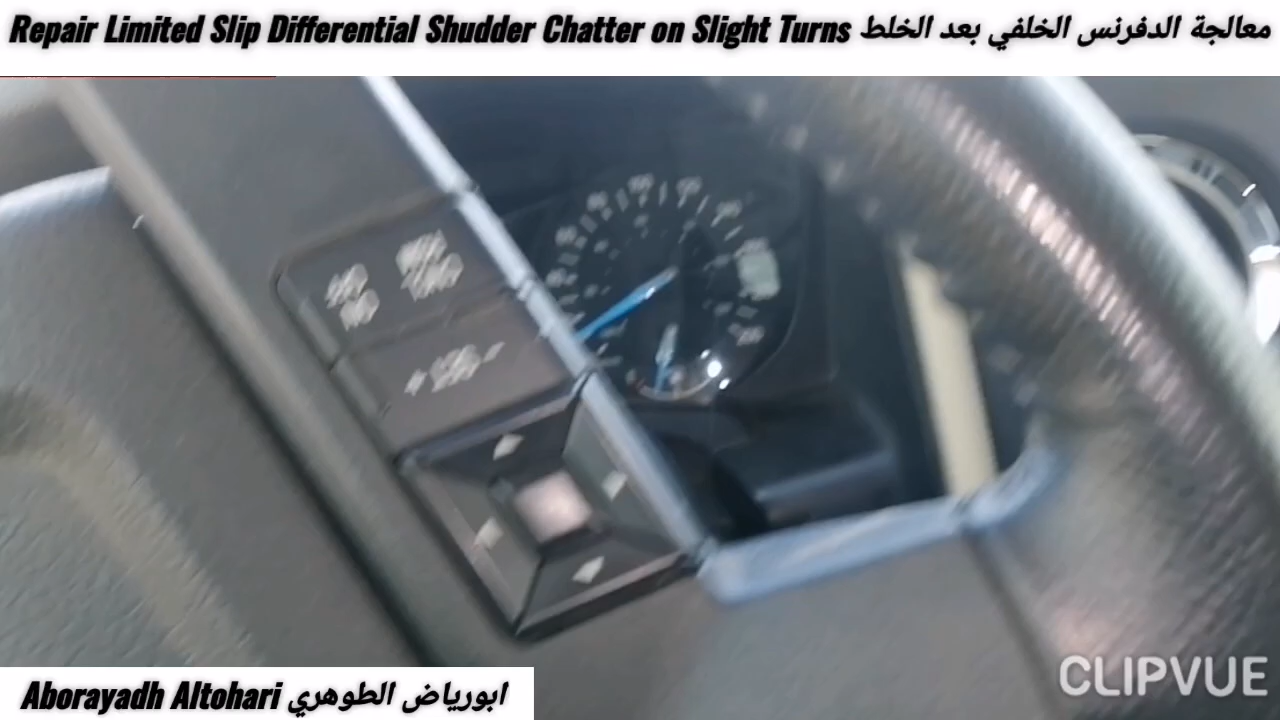 Repair Limited Slip Differential Shudder Chatter on Slight Turns معالجة الدفرنس الخلفي بعد الخلط
Aborayadh Altohari ابورياض الطوهري
CLIPVUE